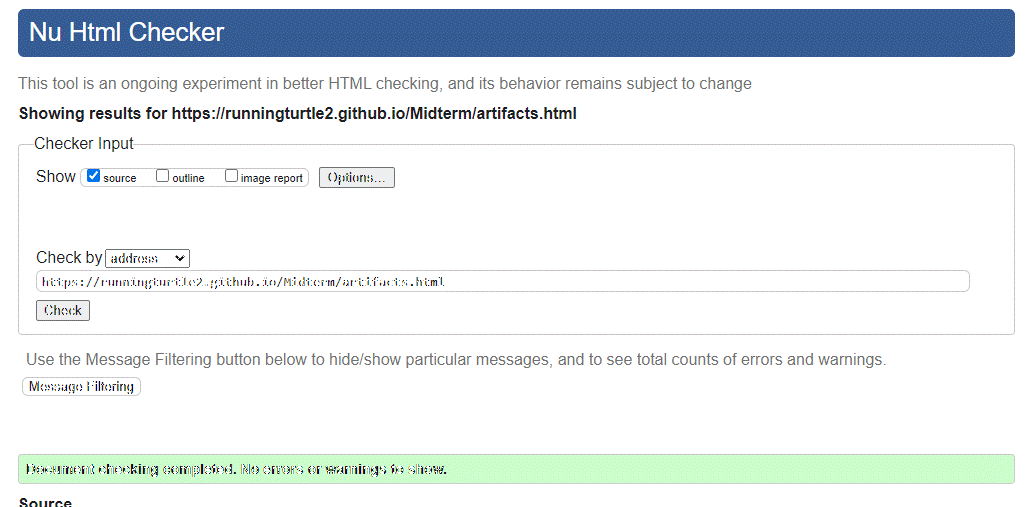 Nu Html Checker
This tool is an ongoing experiment in better HTML checking, and its behavior remains subject to change
Showing results for https://runningturtle2.github.io/Midterm/artifacts.html
Checker Input
Show source outline image report Options...
Check by address
https://runningturtle2.github.io/Midterm/artifacts.html
Check
Use the Message Filtering button below to hide/show particular messages, and to see total counts of errors and warnings.
Message Filtering
Document checking completed. No errors or warnings to show.
Source